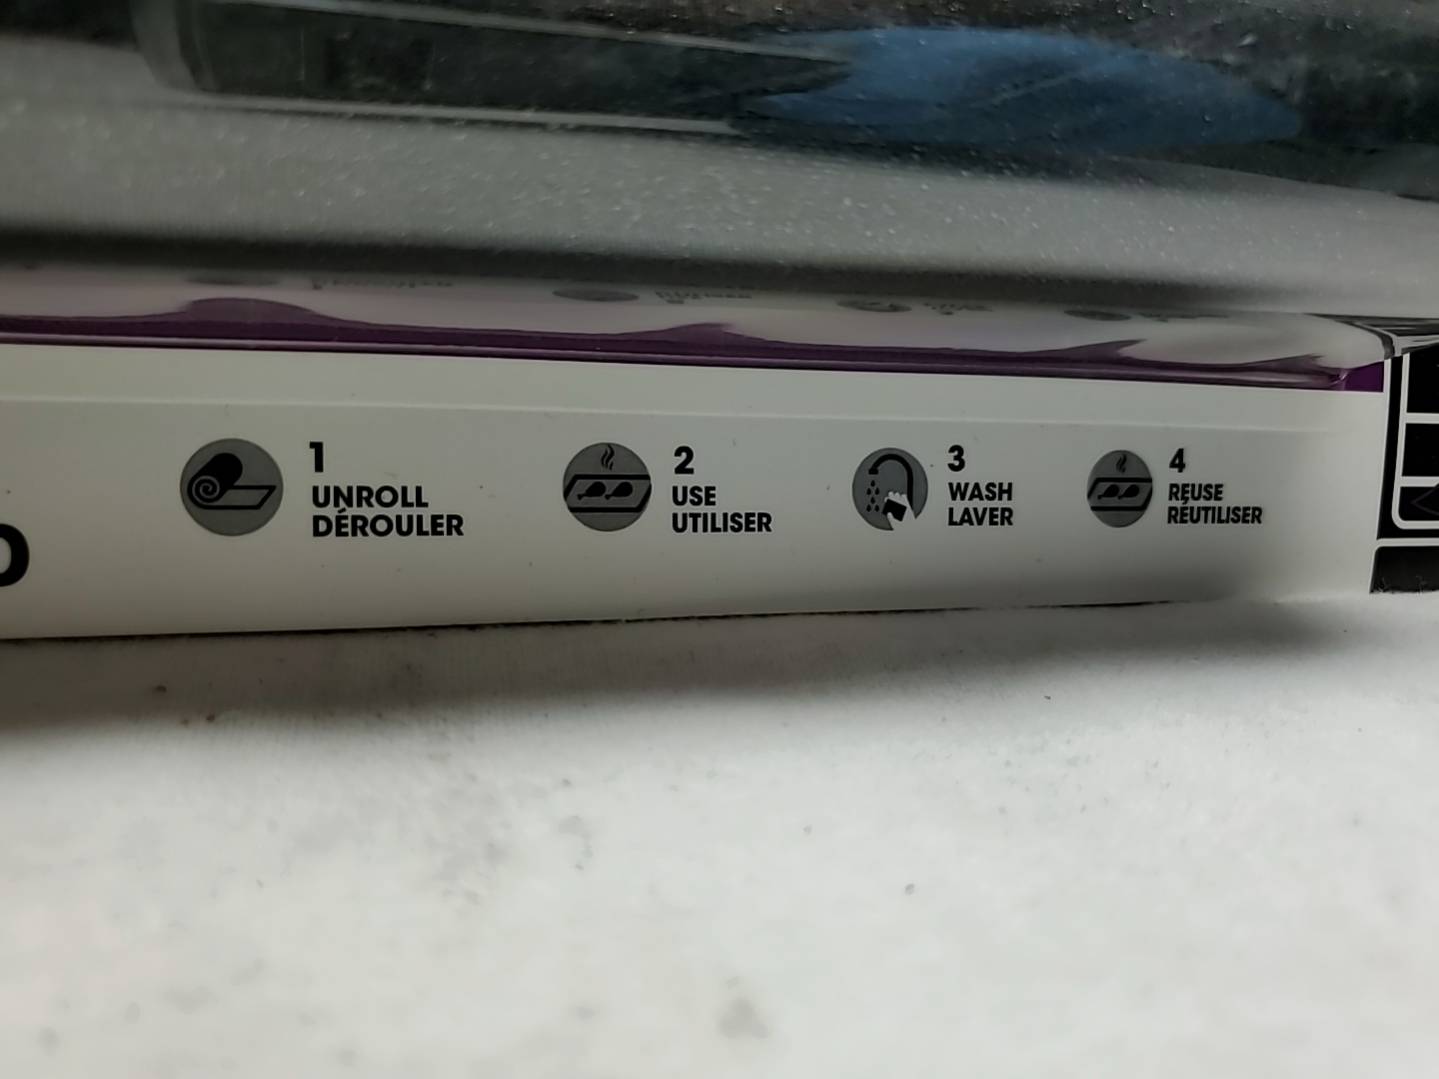 1
UNROLL
DÉROULER
2
USE
UTILISER
3
WASH
LAVER
4
REUSE
RÉUTILISER